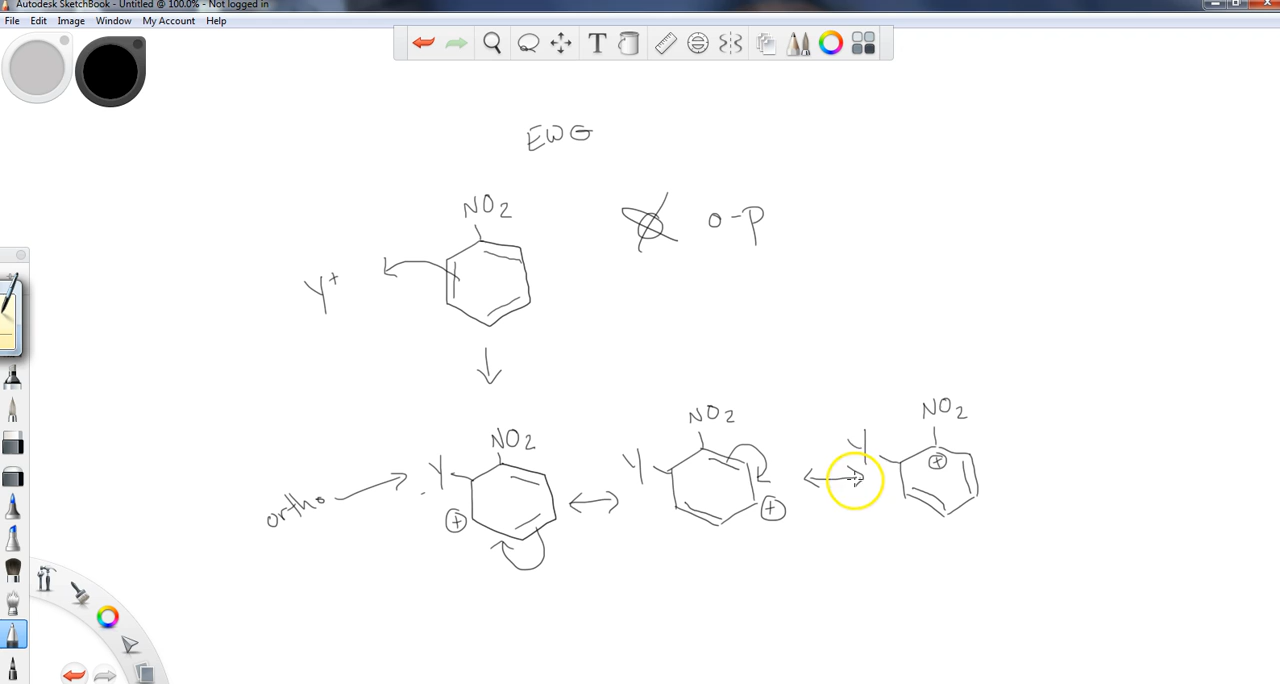 Autodesk SketchBook - Untitled @ 100.0% - Not logged in
File Edit Image Window My Account Help
T
EWG
NO2
o-p
Y+
NO2
NO2
NO2
Y
Y
Y
+
+
+
ortho